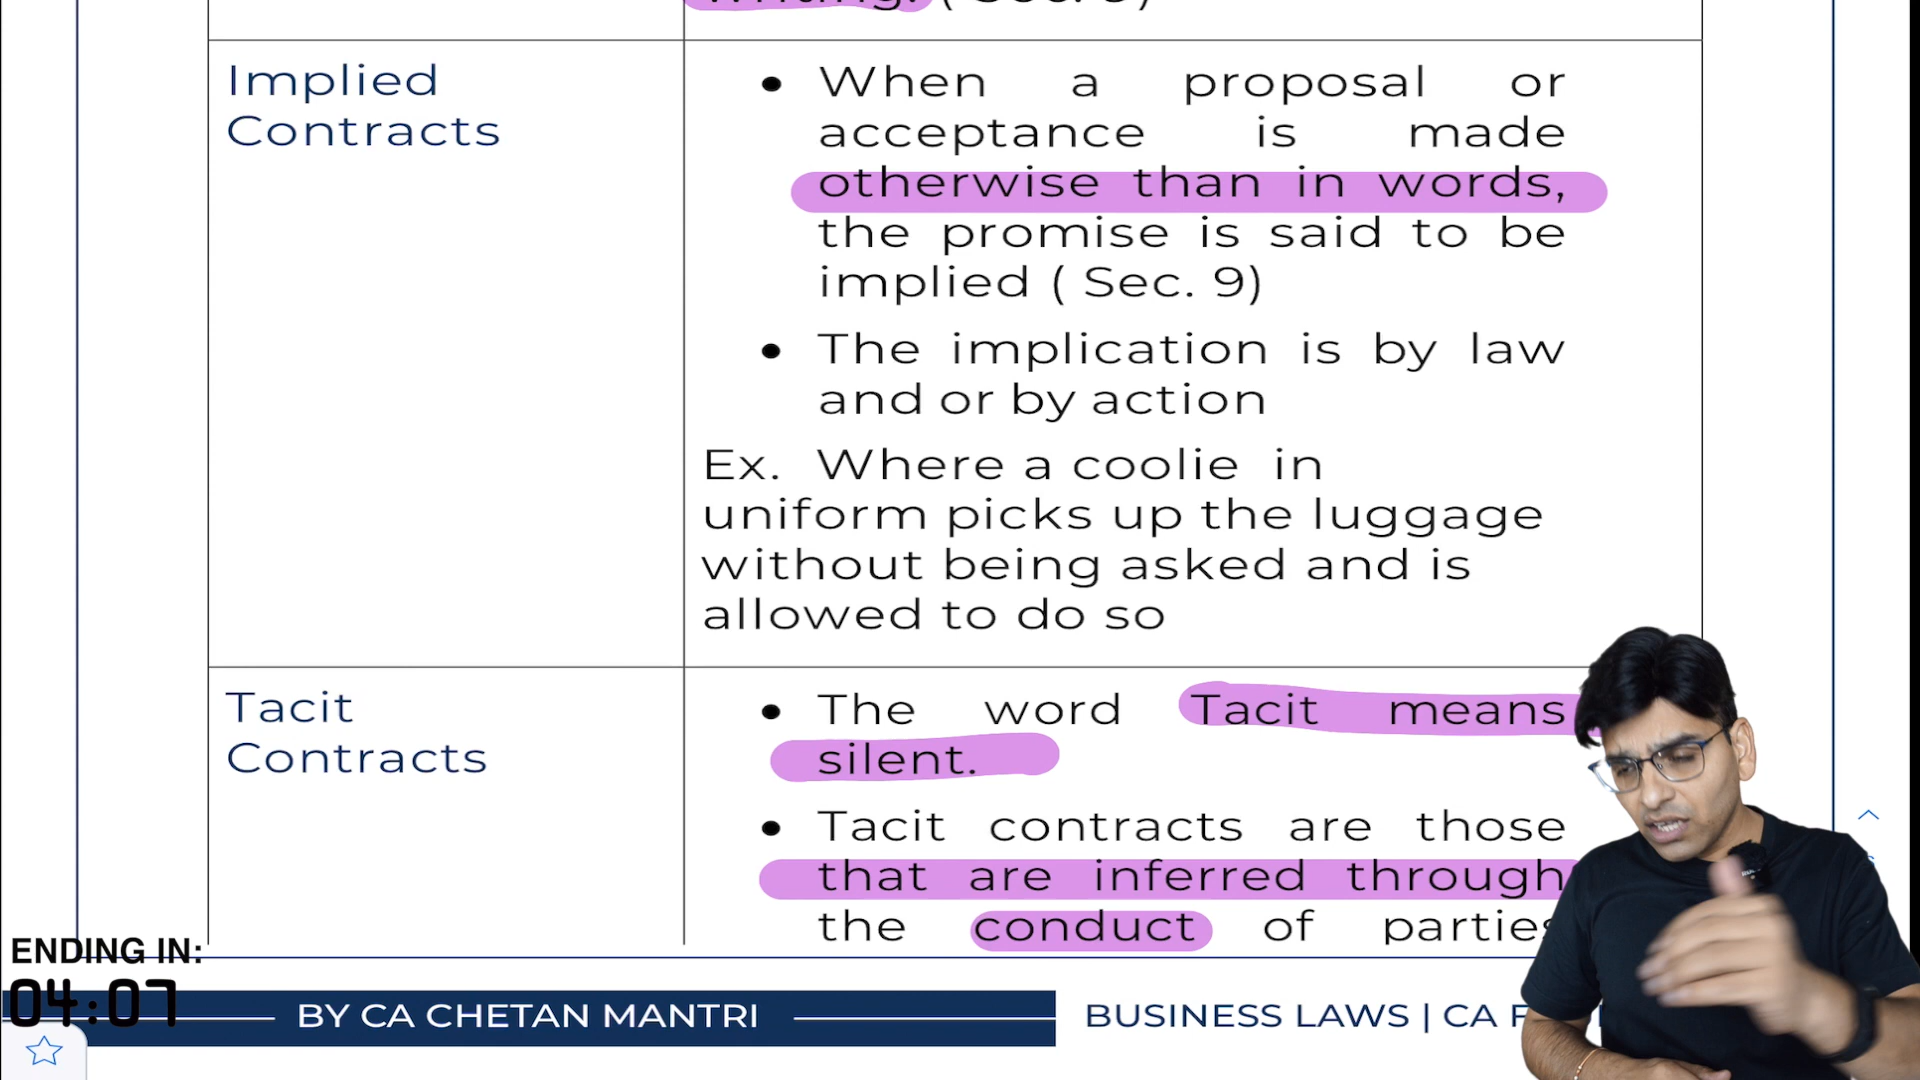 Implied
Contracts
• When a proposal or
acceptance is made
otherwise than in words,
the promise is said to be
implied ( Sec. 9)
• The implication is by law
and or by action
Ex. Where a coolie in
uniform picks up the luggage
without being asked and is
allowed to do so
Tacit
Contracts
• The word Tacit means
silent.
• Tacit contracts are those
that are inferred through
the conduct of parties
ENDING IN:
04:07
BY CA CHETAN MANTRI
BUSINESS LAWS | CA F